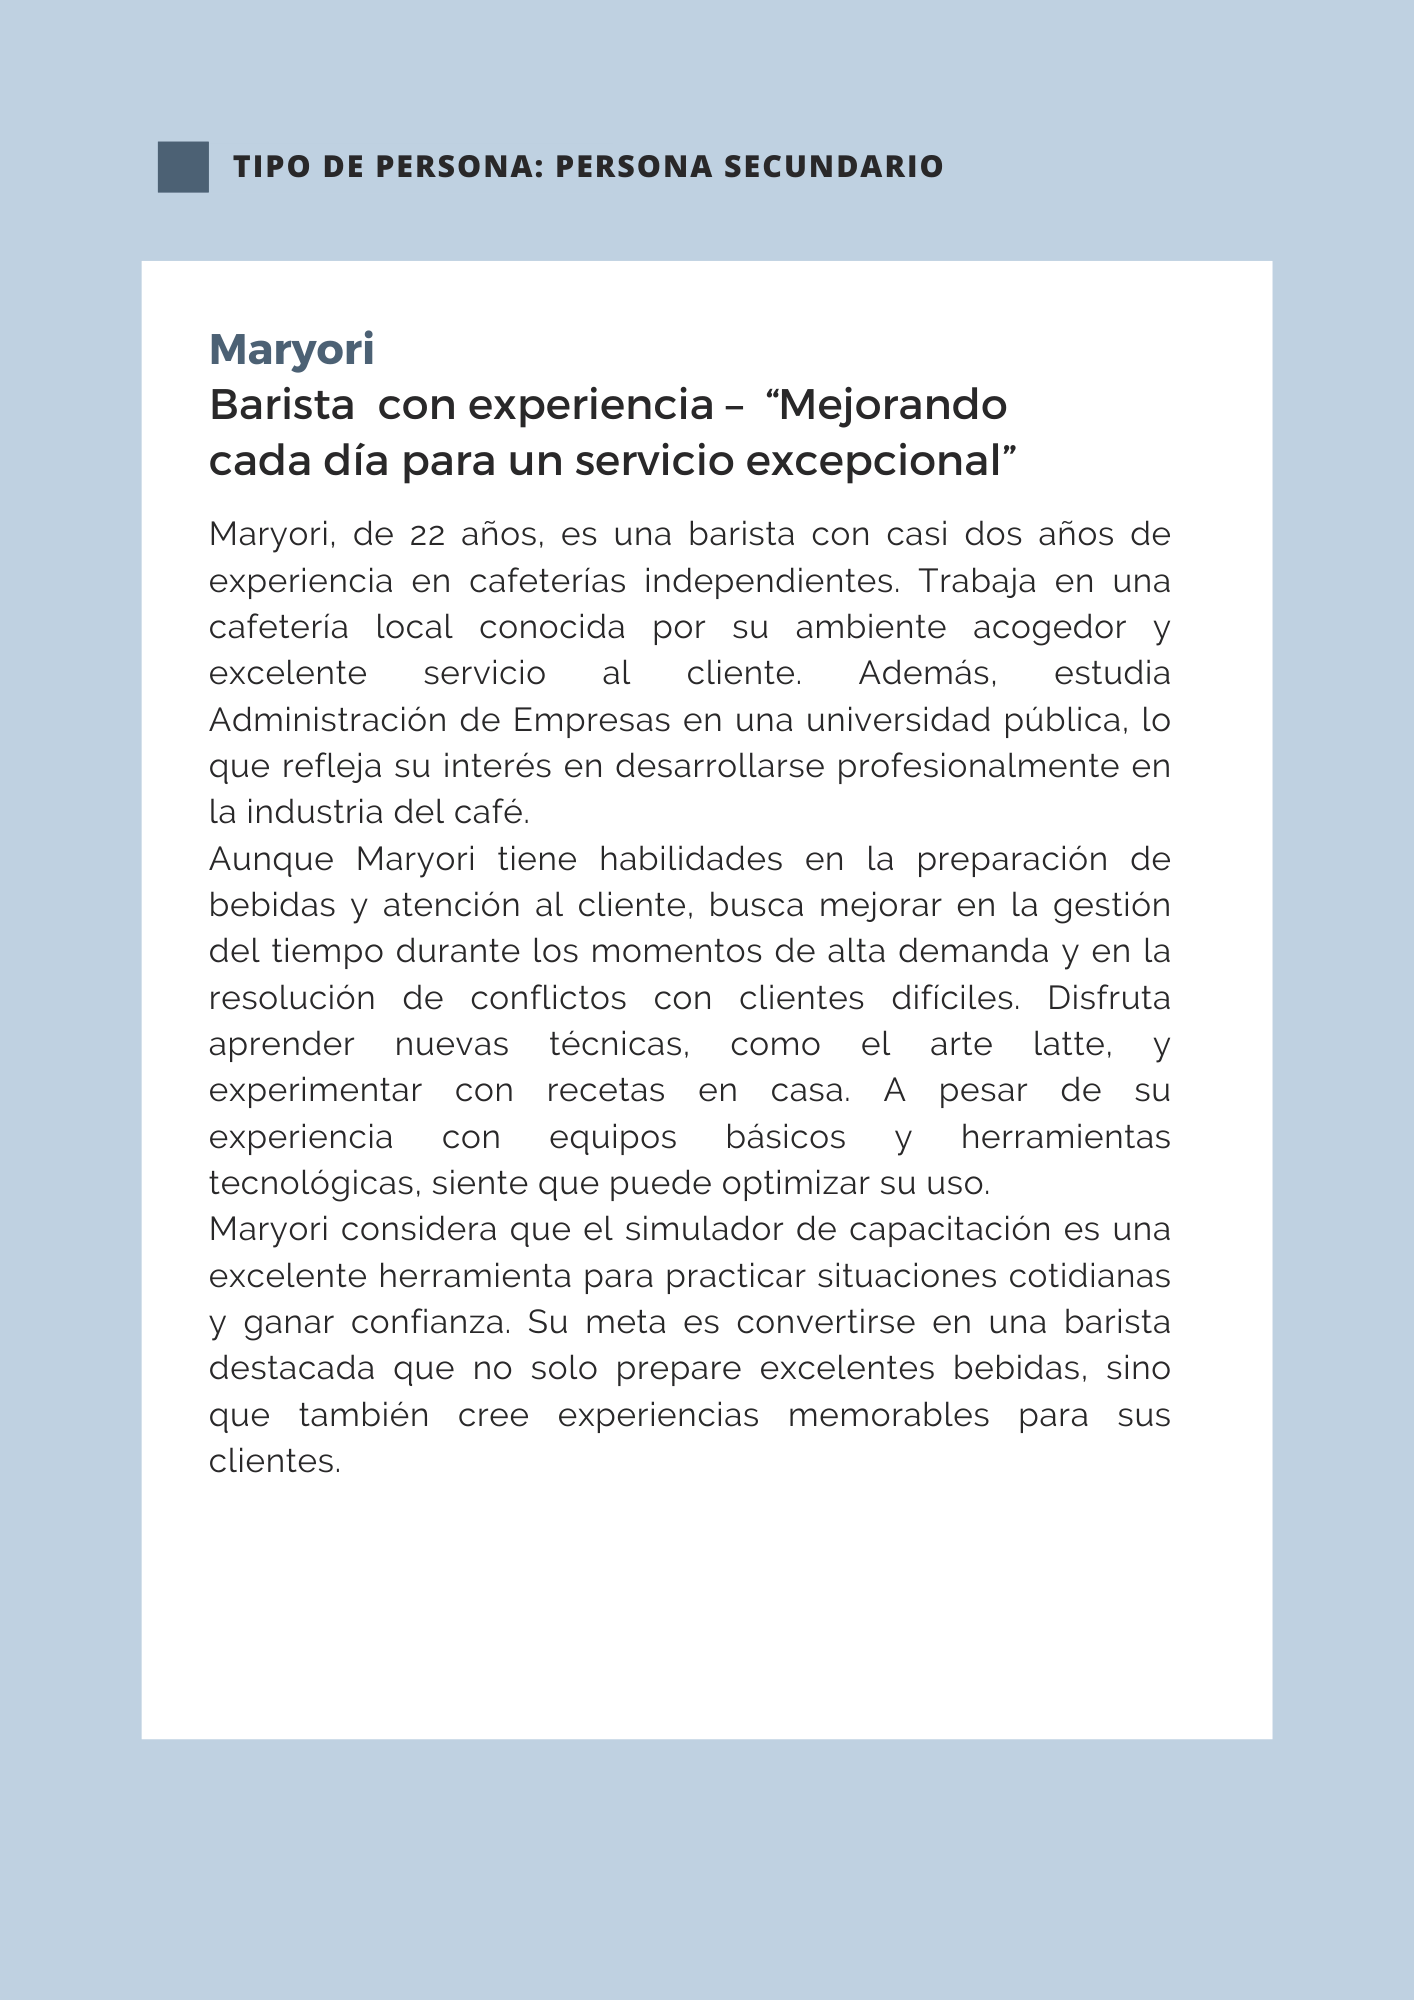 TIPO DE PERSONA: PERSONA SECUNDARIO
Maryori
Barista con experiencia – “Mejorando
cada día para un servicio excepcional”
Maryori, de 22 años, es una barista con casi dos años de
experiencia en cafeterías independientes. Trabaja en una
cafetería local conocida por su ambiente acogedor y
excelente servicio al cliente. Además, estudia
Administración de Empresas en una universidad pública, lo
que refleja su interés en desarrollarse profesionalmente en
la industria del café.
Aunque Maryori tiene habilidades en la preparación de
bebidas y atención al cliente, busca mejorar en la gestión
del tiempo durante los momentos de alta demanda y en la
resolución de conflictos con clientes difíciles. Disfruta
aprender nuevas técnicas, como el arte latte, y
experimentar con recetas en casa. A pesar de su
experiencia con equipos básicos y herramientas
tecnológicas, siente que puede optimizar su uso.
Maryori considera que el simulador de capacitación es una
excelente herramienta para practicar situaciones cotidianas
y ganar confianza. Su meta es convertirse en una barista
destacada que no solo prepare excelentes bebidas, sino
que también cree experiencias memorables para sus
clientes.